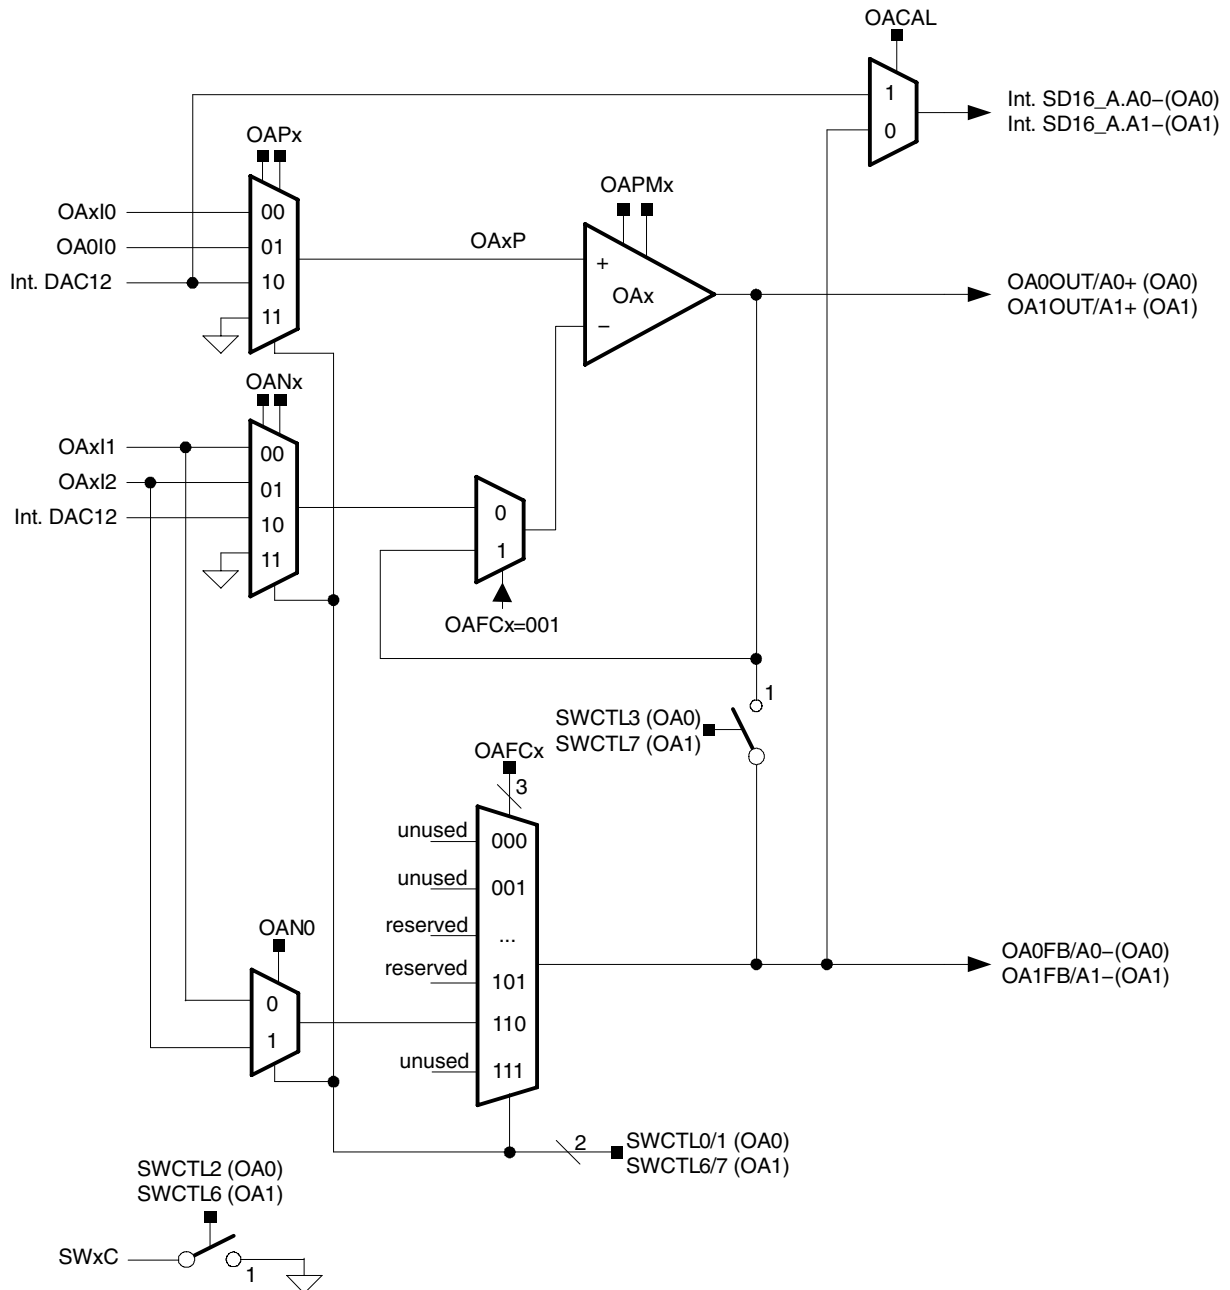 OACAL
1
0
Int. SD16_A.A0−(OA0)
Int. SD16_A.A1−(OA1)
OAPx
OAxI0
OA0I0
Int. DAC12
00
01
10
11
OAPMx
OAxP
+
OAx
−
OA0OUT/A0+ (OA0)
OA1OUT/A1+ (OA1)
OANx
OAxI1
OAxI2
Int. DAC12
00
01
10
11
0
1
OAFCx=001
1
SWCTL3 (OA0)
SWCTL7 (OA1)
OAFCx
3
unused
000
unused
001
reserved
...
reserved
101
110
unused
111
OAN0
0
1
OA0FB/A0−(OA0)
OA1FB/A1−(OA1)
2
SWCTL0/1 (OA0)
SWCTL6/7 (OA1)
SWCTL2 (OA0)
SWCTL6 (OA1)
SWxC
1